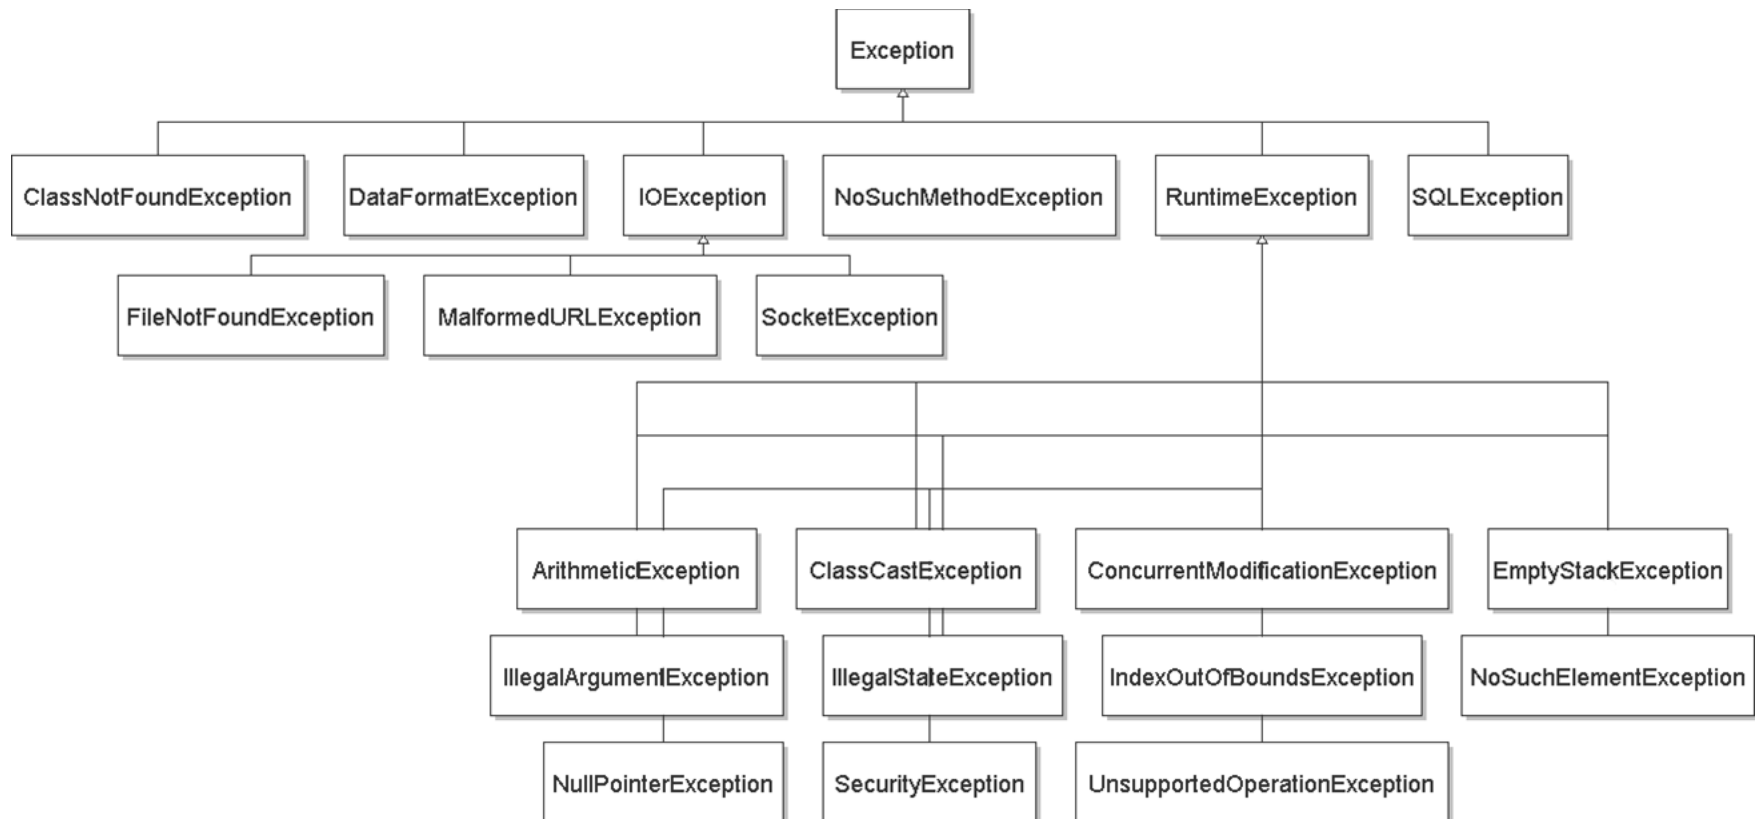 Exception
ClassNotFoundException
DataFormatException
IOException
NoSuchMethodException
RuntimeException
SQLException
FileNotFoundException
MalformedURLException
SocketException
ArithmeticException
ClassCastException
ConcurrentModificationException
EmptyStackException
IllegalArgumentException
IllegalStateException
IndexOutOfBoundsException
NoSuchElementException
NullPointerException
SecurityException
UnsupportedOperationException